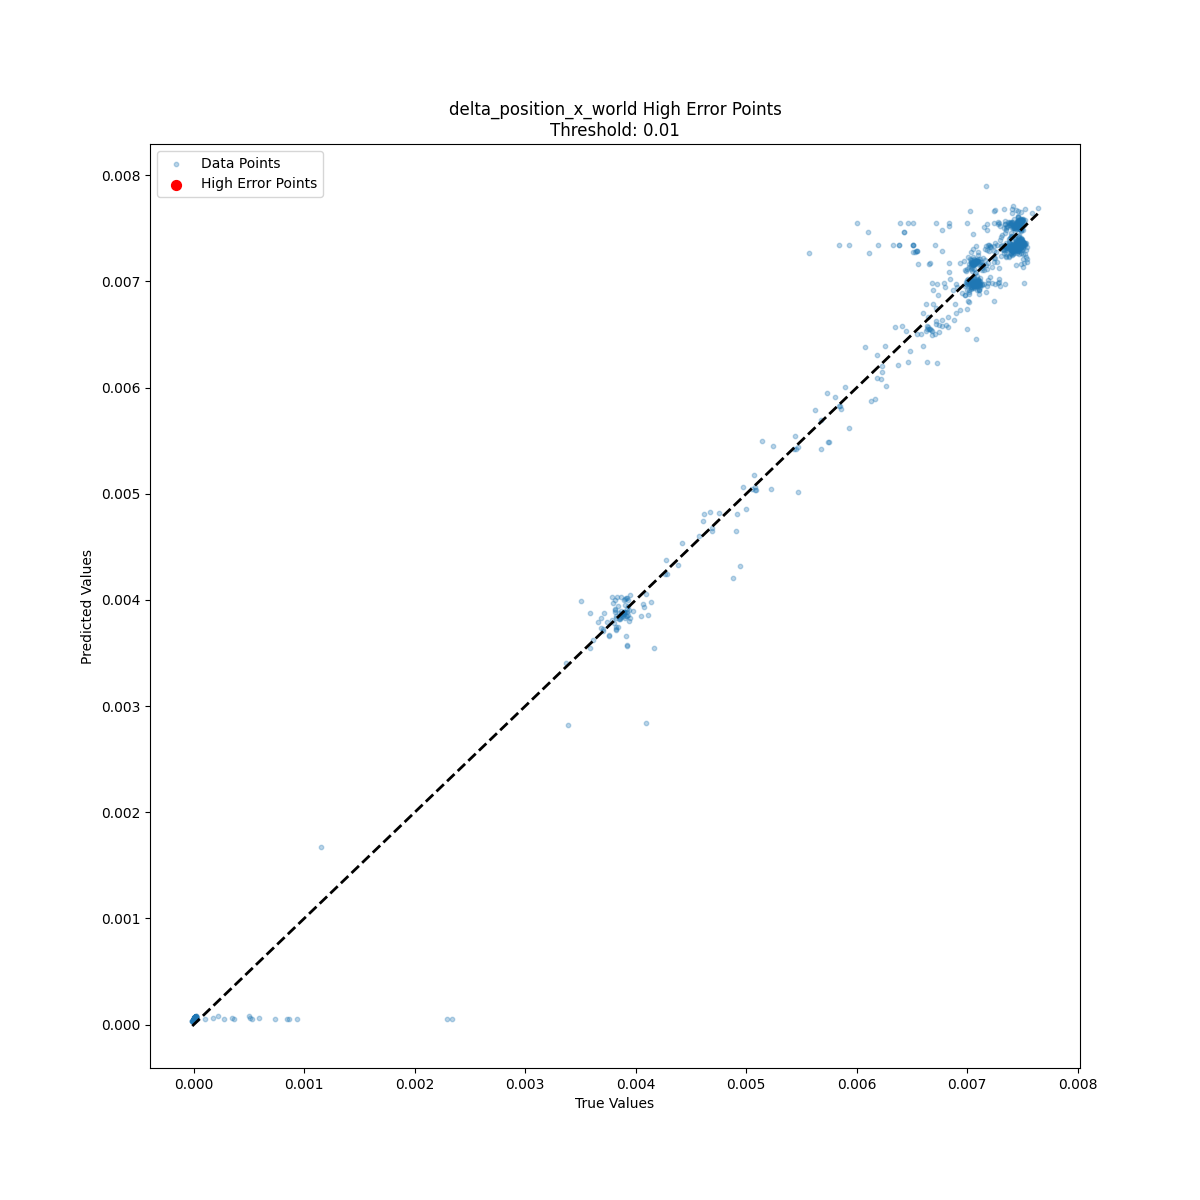 delta_position_x_world High Error Points
Threshold: 0.01
Data Points
High Error Points
0.008
0.007
0.006
0.005
0.004
0.003
0.002
0.001
0.000
Predicted Values
0.000 0.001 0.002 0.003 0.004 0.005 0.006 0.007 0.008
True Values